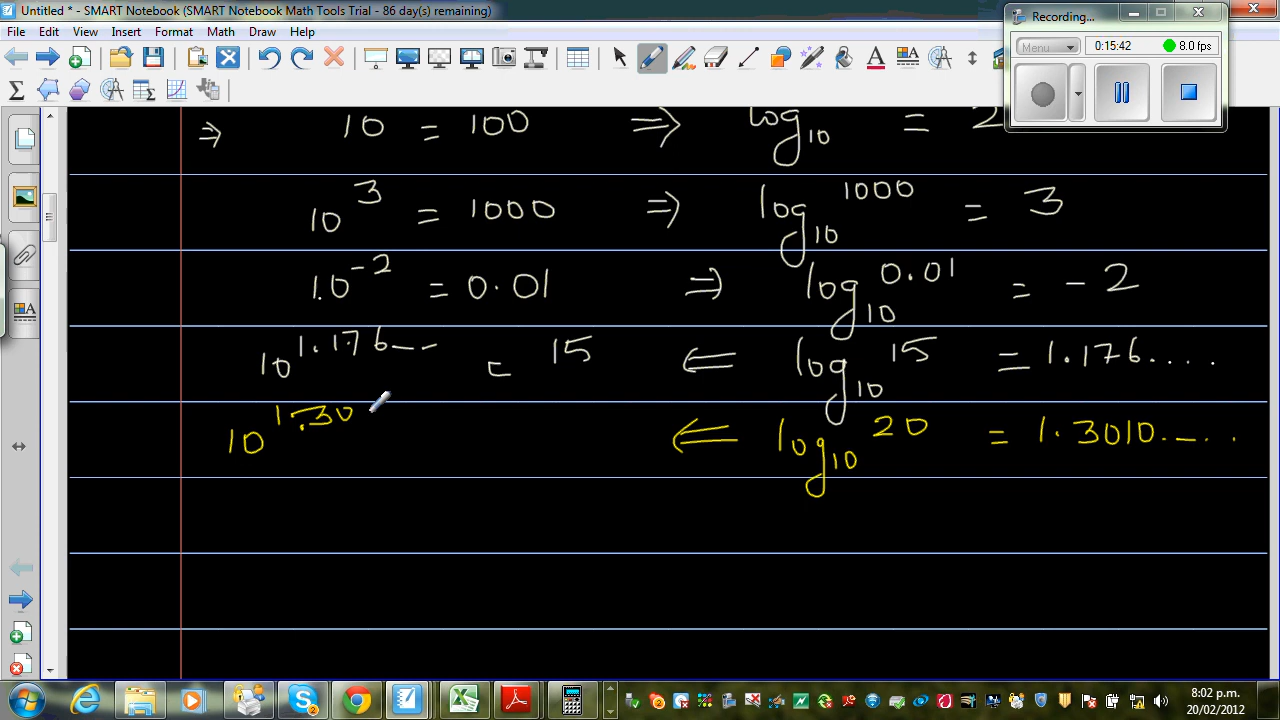 Untitled * - SMART Notebook (SMART Notebook Math Tools Trial - 86 day(s) remaining)
File Edit View Insert Format Math Draw Help
Recording...
Menu 0:15:42 8.0 fps
⇒ 10 = 100 ⇒ log₁₀ = 2
10³ = 1000 ⇒ log₁₀ 1000 = 3
10⁻² = 0.01 ⇒ log₁₀ 0.01 = -2
10^1.176... = 15 ⇐ log₁₀ 15 = 1.176....
10^1.30 ⇐ log₁₀ 20 = 1.3010....
8:02 p.m.
20/02/2012